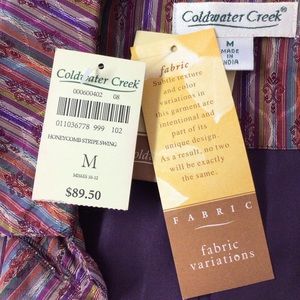 Coldwater Creek®
000600402 08
011036778 999 102
HONEYCOMB STRIPE SWING
M
MISSES 10-12
$89.50
fabric
Subtle texture
and color
variations in
this garment are
intentional and
part of its
unique design.
As a result, no two
will be exactly
the same.
FABRIC
fabric
variations
Coldwater
Coldwater Creek®
M
MADE IN
INDIA